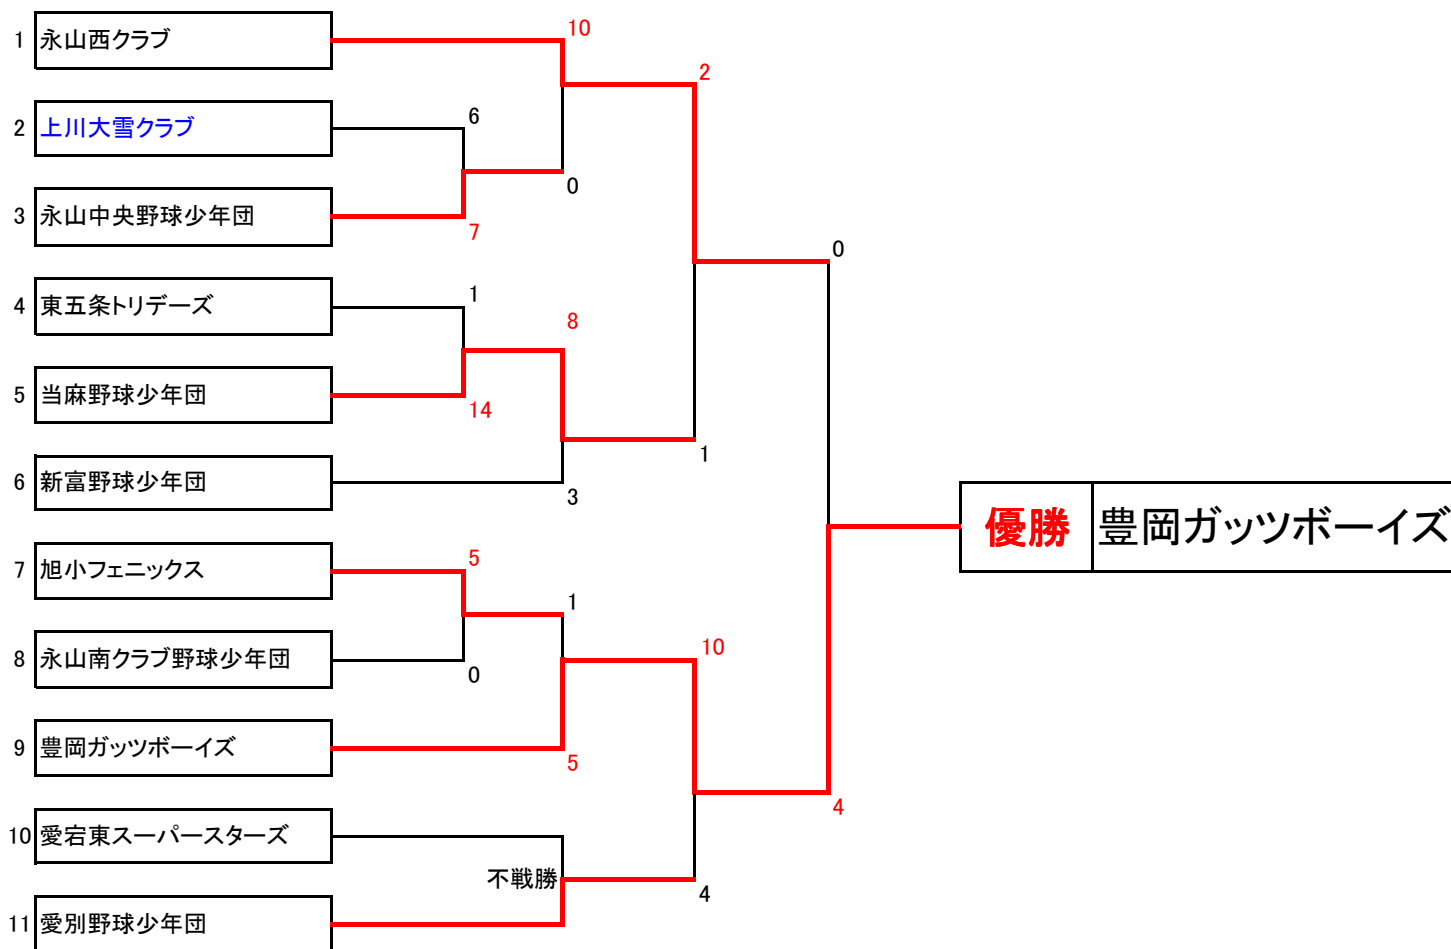 1 永山西クラブ
10
2
2 上川大雪クラブ
6
0
3 永山中央野球少年団
7
0
4 東五条トリデーズ
1
8
5 当麻野球少年団
14
1
6 新富野球少年団
3
優勝 豊岡ガッツボーイズ
7 旭小フェニックス
5
1
8 永山南クラブ野球少年団
0
10
9 豊岡ガッツボーイズ
5
4
10 愛宕東スーパースターズ
不戦勝
4
11 愛別野球少年団